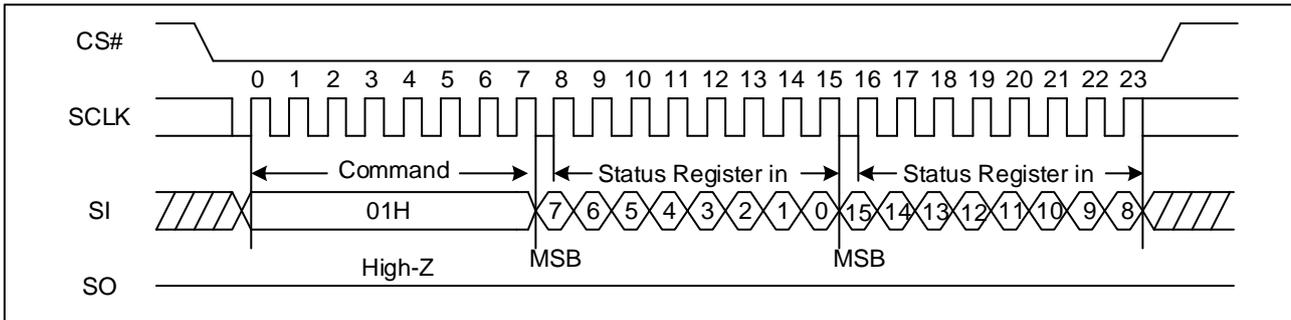 CS#
0 1 2 3 4 5 6 7 8 9 10 11 12 13 14 15 16 17 18 19 20 21 22 23
SCLK
Command Status Register in Status Register in
SI 01H 7 6 5 4 3 2 1 0 15 14 13 12 11 10 9 8
MSB MSB
High-Z
SO